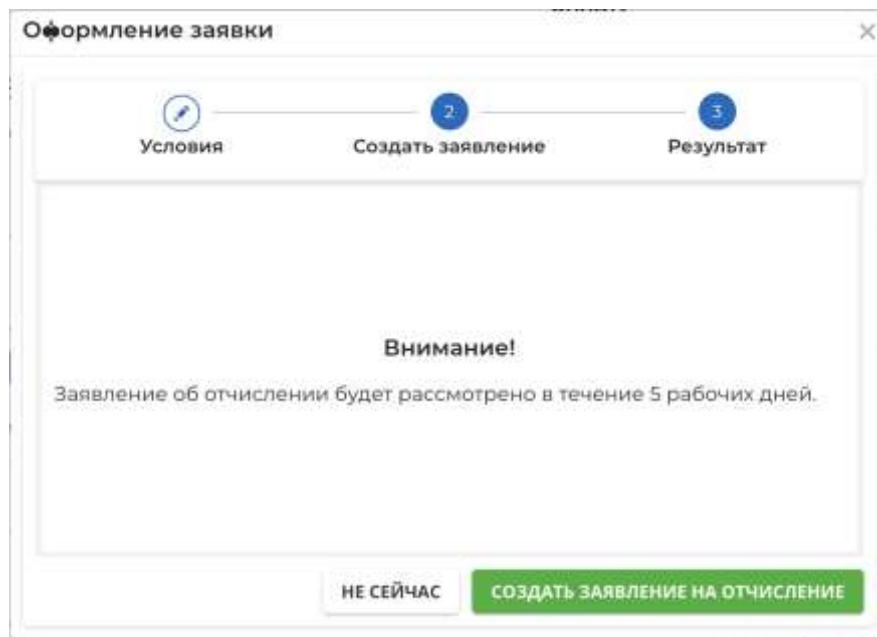 Оформление заявки
2
3
Условия
Создать заявление
Результат
Внимание!
Заявление об отчислении будет рассмотрено в течение 5 рабочих дней.
НЕ СЕЙЧАС
СОЗДАТЬ ЗАЯВЛЕНИЕ НА ОТЧИСЛЕНИЕ